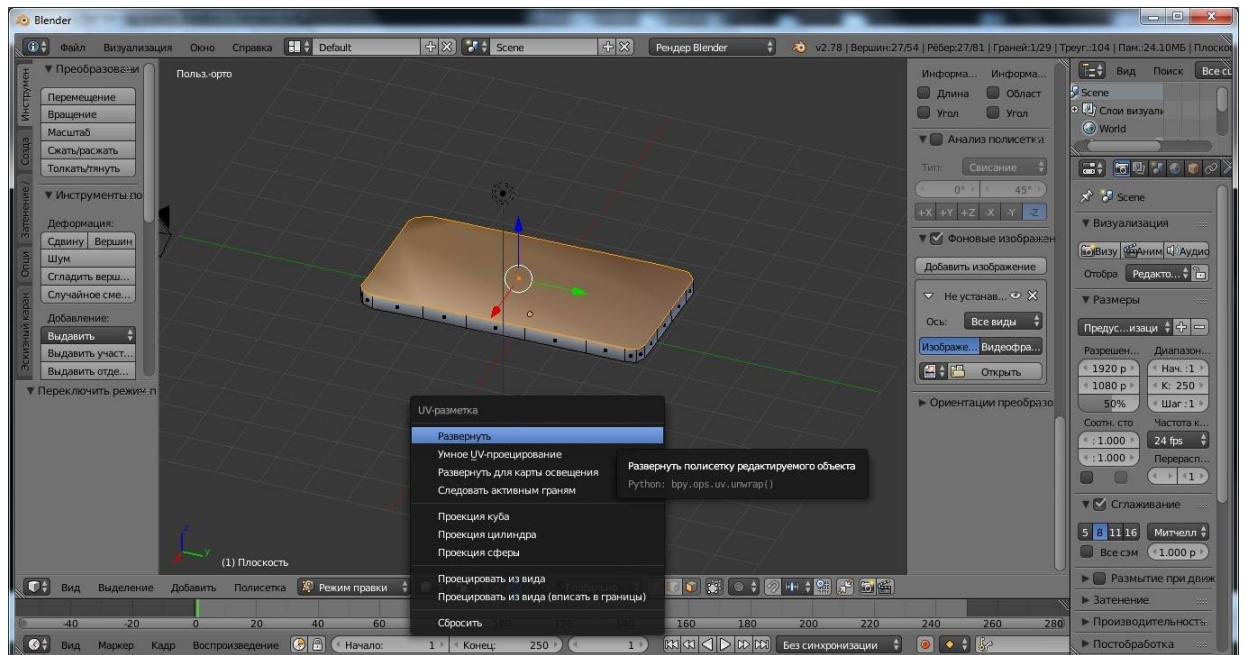 Blender
Файл Визуализация Окно Справка Default Scene Рендер Blender v2.78 | Вершин:27/54 | Рёбер:27/81 | Граней:1/29 | Треуг.:104 | Пам.:24.10МБ | Плоско
Инструмен
Созда
Затенение /
Опци
Эскизный каран
Преобразовани
Перемещение
Вращение
Масштаб
Сжать/расжать
Толкать/тянуть
Инструменты по
Деформация:
Сдвину Вершин
Шум
Сгладить верш...
Случайное сме...
Добавление:
Выдавить
Выдавить участ...
Выдавить отде...
Переключить режим п
Польз.-орто
z
y
(1) Плоскость
UV-разметка
Развернуть
Умное UV-проецирование
Развернуть для карты освещения
Следовать активным граням
Проекция куба
Проекция цилиндра
Проекция сферы
Проецировать из вида
Проецировать из вида (вписать в границы)
Сбросить
Развернуть полисетку редактируемого объекта
Python: bpy.ops.uv.unwrap()
Информа... Информа...
Длина Област
Угол Угол
Анализ полисетки
Тип: Свисание
0° 45°
+X +Y +Z -X -Y -Z
Фоновые изображен
Добавить изображение
Не устанав...
Ось: Все виды
Изображе... Видеофра...
Открыть
Ориентации преобразо
Вид Поиск Все сц
Scene
Слои визуали
World
Scene
Визуализация
Визу Аним Аудио
Отобра Редакто...
Размеры
Предус...изаци
Разрешен... Диапазон...
1920 p Нач. :1
1080 p К: 250
50% Шаг :1
Соотн. сто Частота к...
: 1.000 24 fps
: 1.000 Перерасп...
1
Сглаживание
5 8 11 16 Митчелл
Все сэм 1.000 p
Размытие при движ
Затенение
Производительность
Постобработка
Вид Выделение Добавить Полисетка Режим правки
-40 -20 0 20 40 60 160 180 200 220 240 260 280
Вид Маркер Кадр Воспроизведение Начало: 1 Конец: 250 1 Без синхронизации